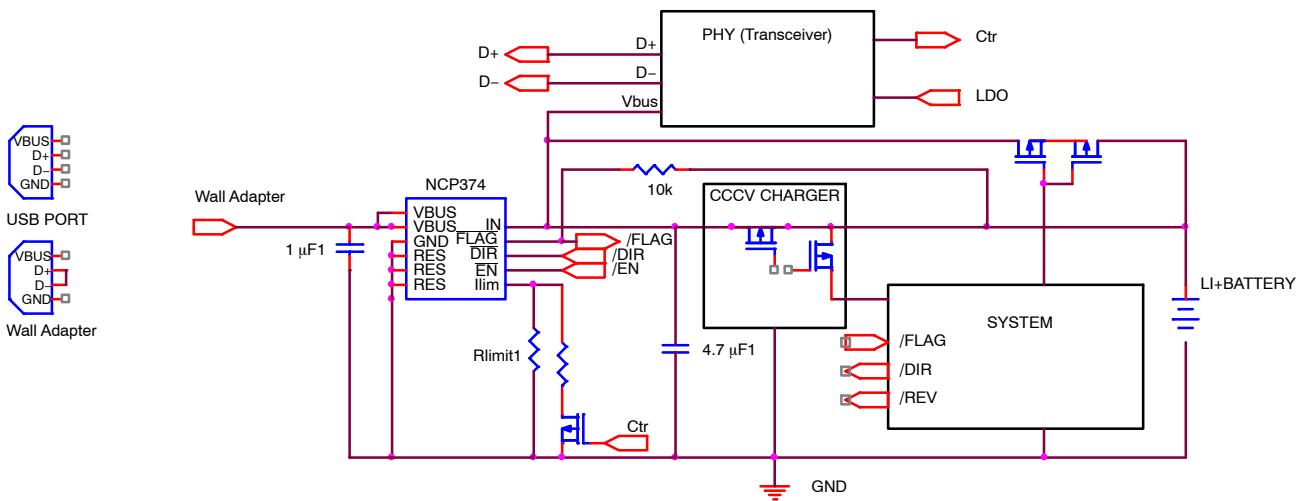 PHY (Transceiver)
D+
D−
Vbus
D+
D−
Ctr
LDO
VBUS
D+
D−
GND
USB PORT
VBUS
D+
D−
GND
Wall Adapter
Wall Adapter
1 µF1
NCP374
VBUS
VBUS
GND
RES
RES
RES
IN
FLAG
DIR
EN
Ilim
/FLAG
/DIR
/EN
10k
Rlimit1
Ctr
4.7 µF1
CCCV CHARGER
SYSTEM
/FLAG
/DIR
/REV
LI+BATTERY
GND